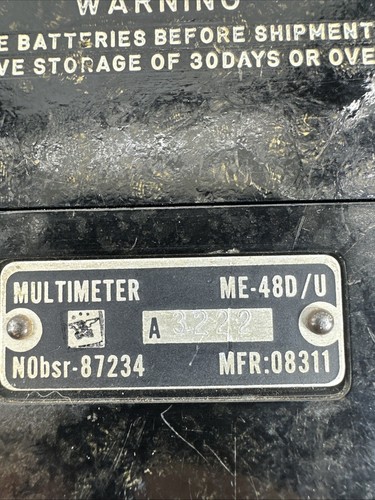 WARNING
E BATTERIES BEFORE SHIPMENT
VE STORAGE OF 30DAYS OR OVE
MULTIMETER ME-48D/U
A 3222
NObsr-87234 MFR:08311